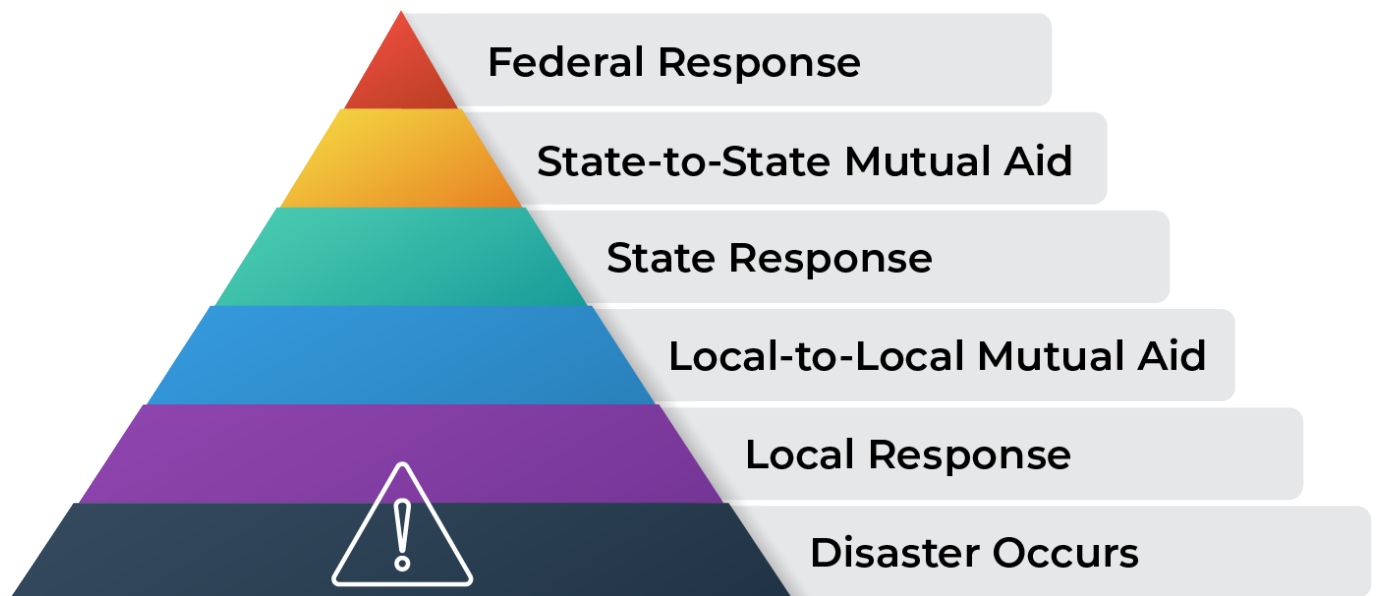 Federal Response
State-to-State Mutual Aid
State Response
Local-to-Local Mutual Aid
Local Response
Disaster Occurs